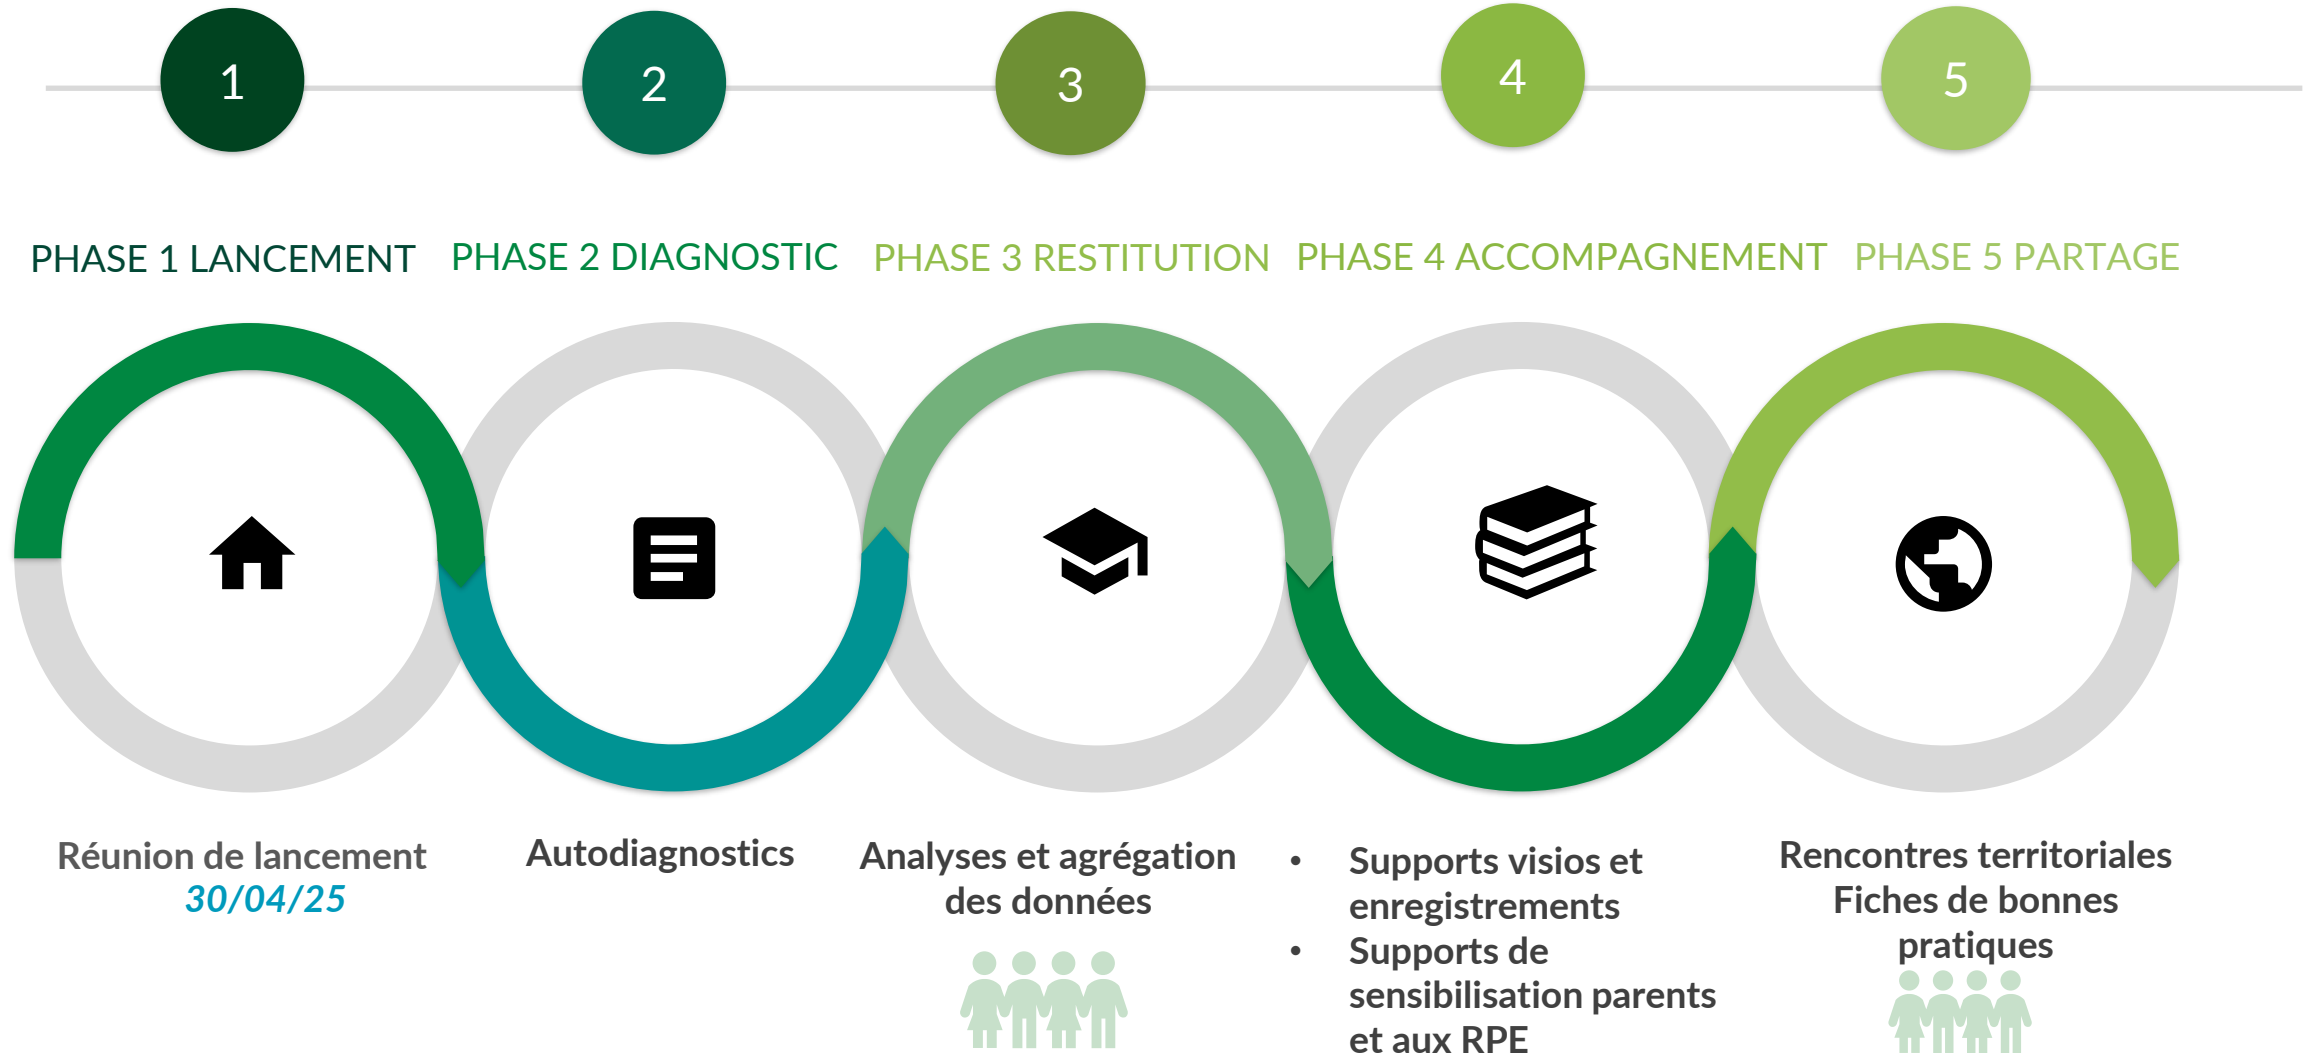 1
2
3
4
5
PHASE 1 LANCEMENT
PHASE 2 DIAGNOSTIC
PHASE 3 RESTITUTION
PHASE 4 ACCOMPAGNEMENT
PHASE 5 PARTAGE
Réunion de lancement
30/04/25
Autodiagnostics
Analyses et agrégation
des données
• Supports visios et
enregistrements
• Supports de
sensibilisation parents
et aux RPE
Rencontres territoriales
Fiches de bonnes
pratiques